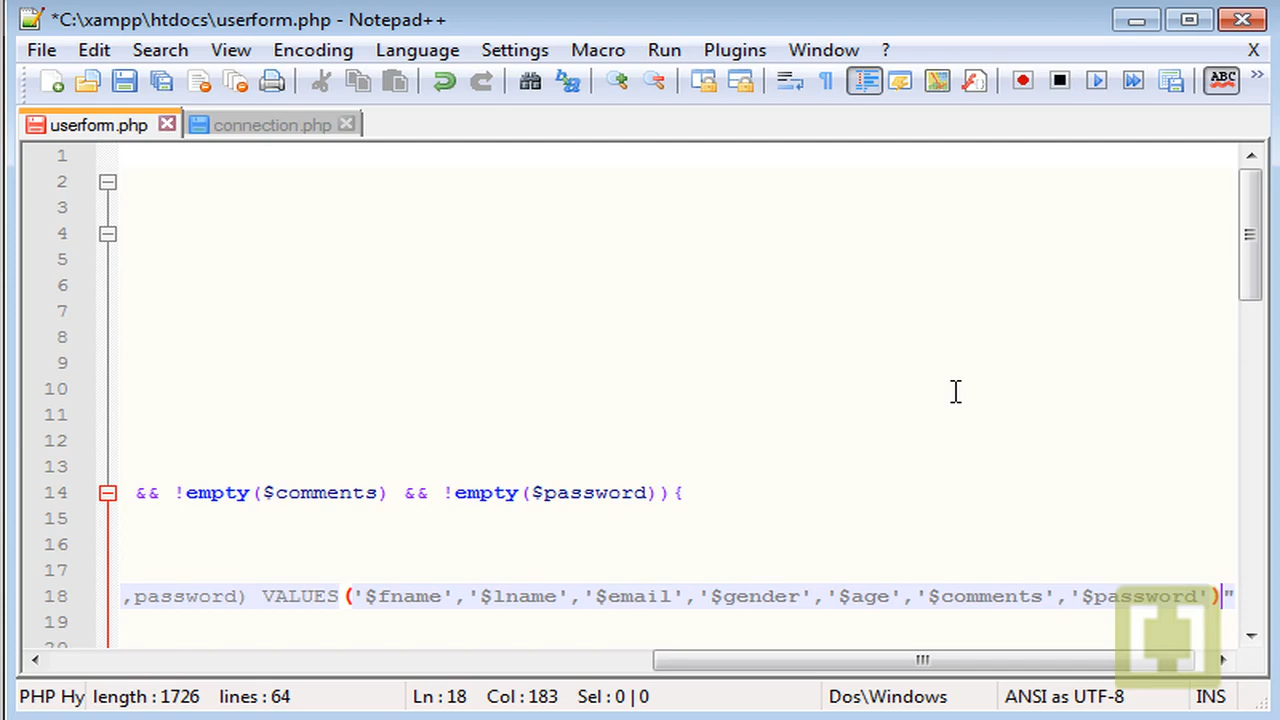 *C:\xampp\htdocs\userform.php - Notepad++
File Edit Search View Encoding Language Settings Macro Run Plugins Window ? X
ABC
userform.php connection.php
1
2
3
4
5
6
7
8
9
10
11
12
13
14 && !empty($comments) && !empty($password)){
15
16
17
18 ,password) VALUES ('$fname','$lname','$email','$gender','$age','$comments','$password')"
19
20
PHP Hy length : 1726 lines : 64 Ln : 18 Col : 183 Sel : 0 | 0 Dos\Windows ANSI as UTF-8 INS